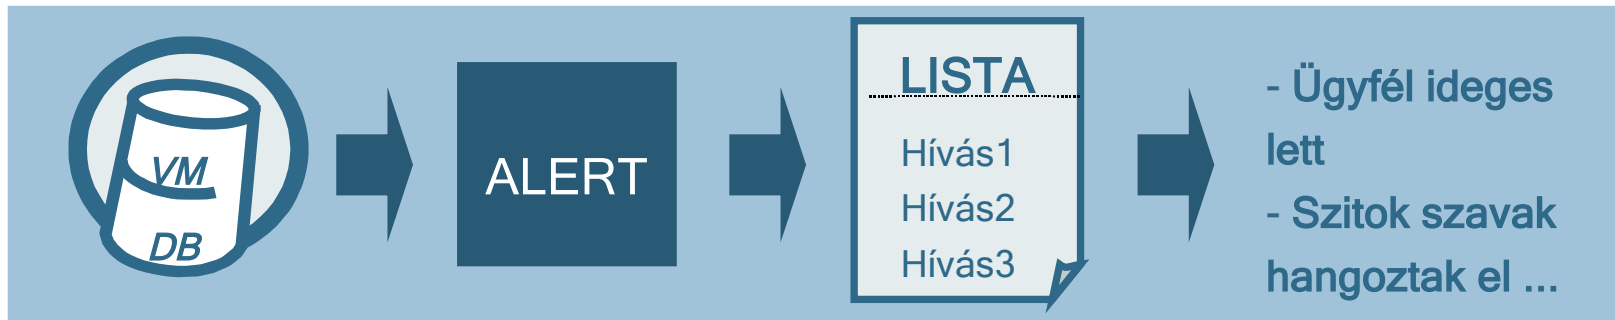 VM
DB
ALERT
LISTA
Hívás1
Hívás2
Hívás3
- Ügyfél ideges
lett
- Szitok szavak
hangoztak el ...